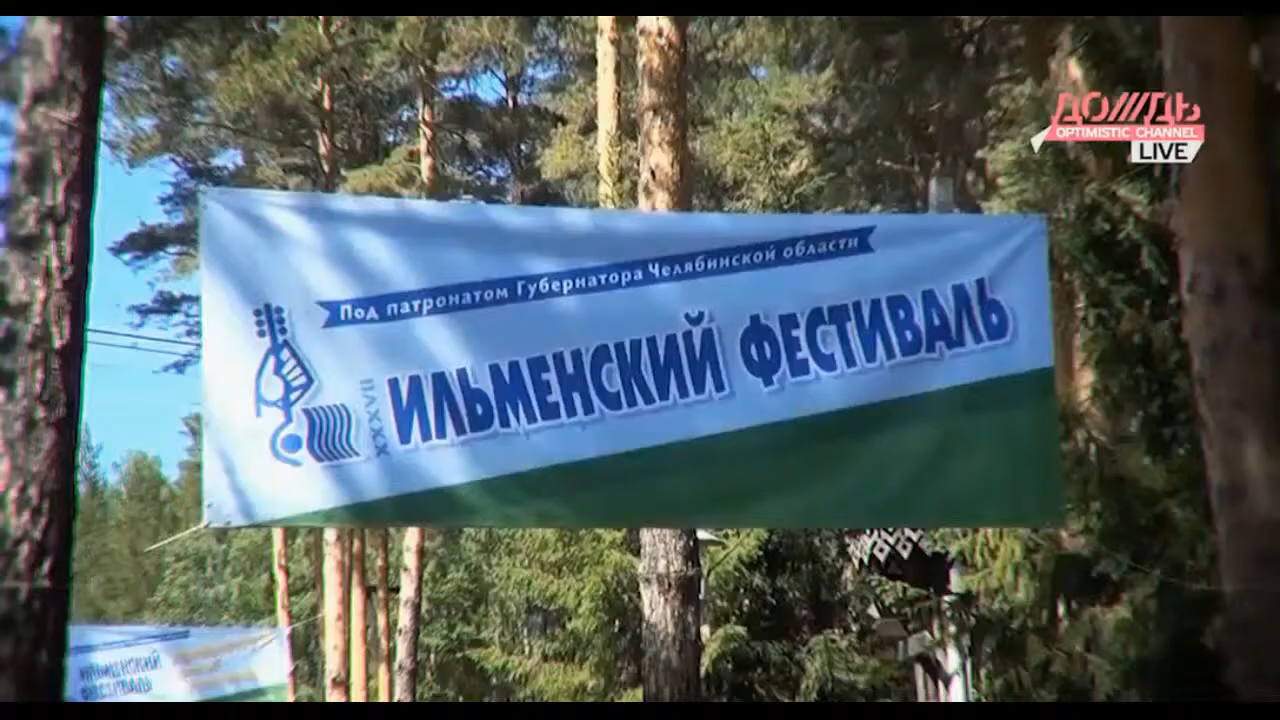 ДОЖДЬ
OPTIMISTIC CHANNEL
LIVE
Под патронатом Губернатора Челябинской области
XXXVII ИЛЬМЕНСКИЙ ФЕСТИВАЛЬ
ИЛЬМЕНСКИЙ
ФЕСТИВАЛЬ